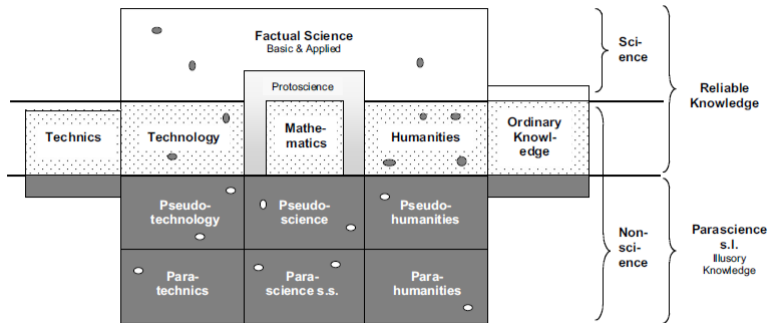 Factual Science
Basic & Applied
Sci-
ence
Protoscience
Reliable
Knowledge
Technics
Technology
Mathe-
matics
Humanities
Ordinary
Knowl-
edge
Pseudo-
technology
Pseudo-
science
Pseudo-
humanities
Non-
sci-
ence
Parascience
s.l.
Illusory
Knowledge
Para-
technics
Para-
science s.s.
Para-
humanities